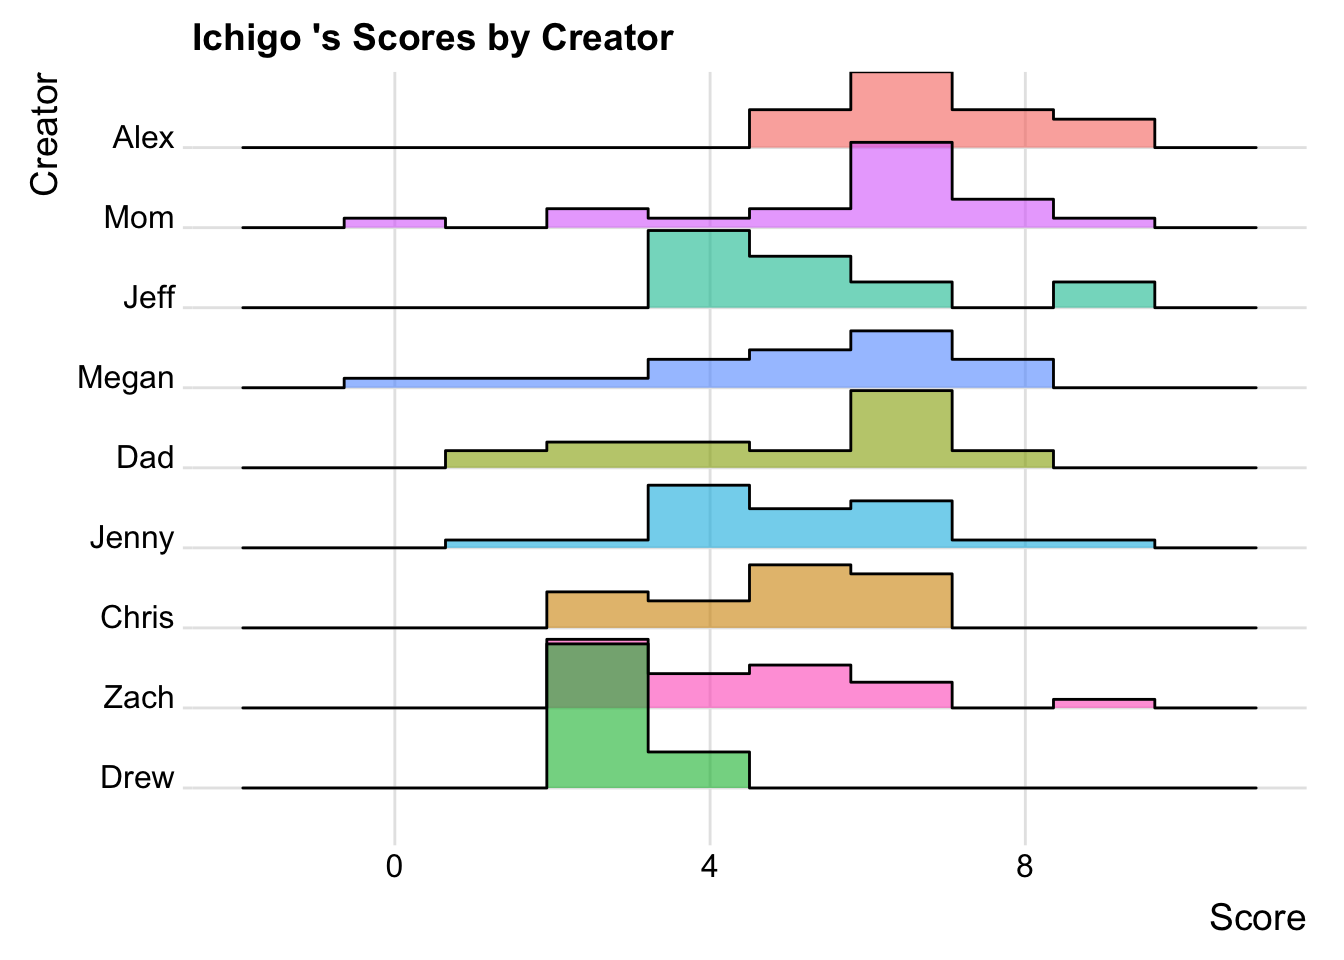 Ichigo 's Scores by Creator
Creator
Alex
Mom
Jeff
Megan
Dad
Jenny
Chris
Zach
Drew
0 4 8
Score